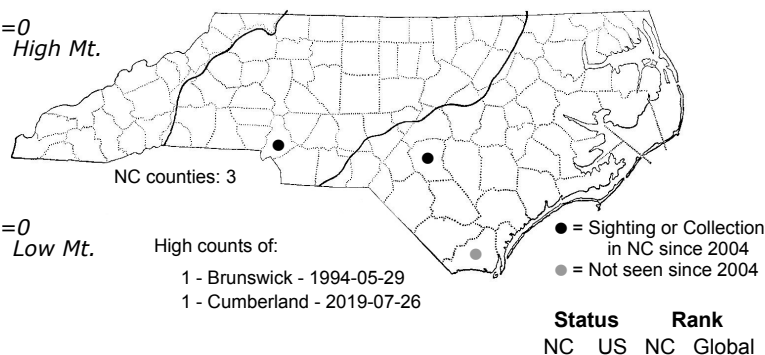 =0
High Mt.
NC counties: 3
=0
Low Mt.
High counts of:
1 - Brunswick - 1994-05-29
1 - Cumberland - 2019-07-26
● = Sighting or Collection
in NC since 2004
● = Not seen since 2004
Status Rank
NC US NC Global